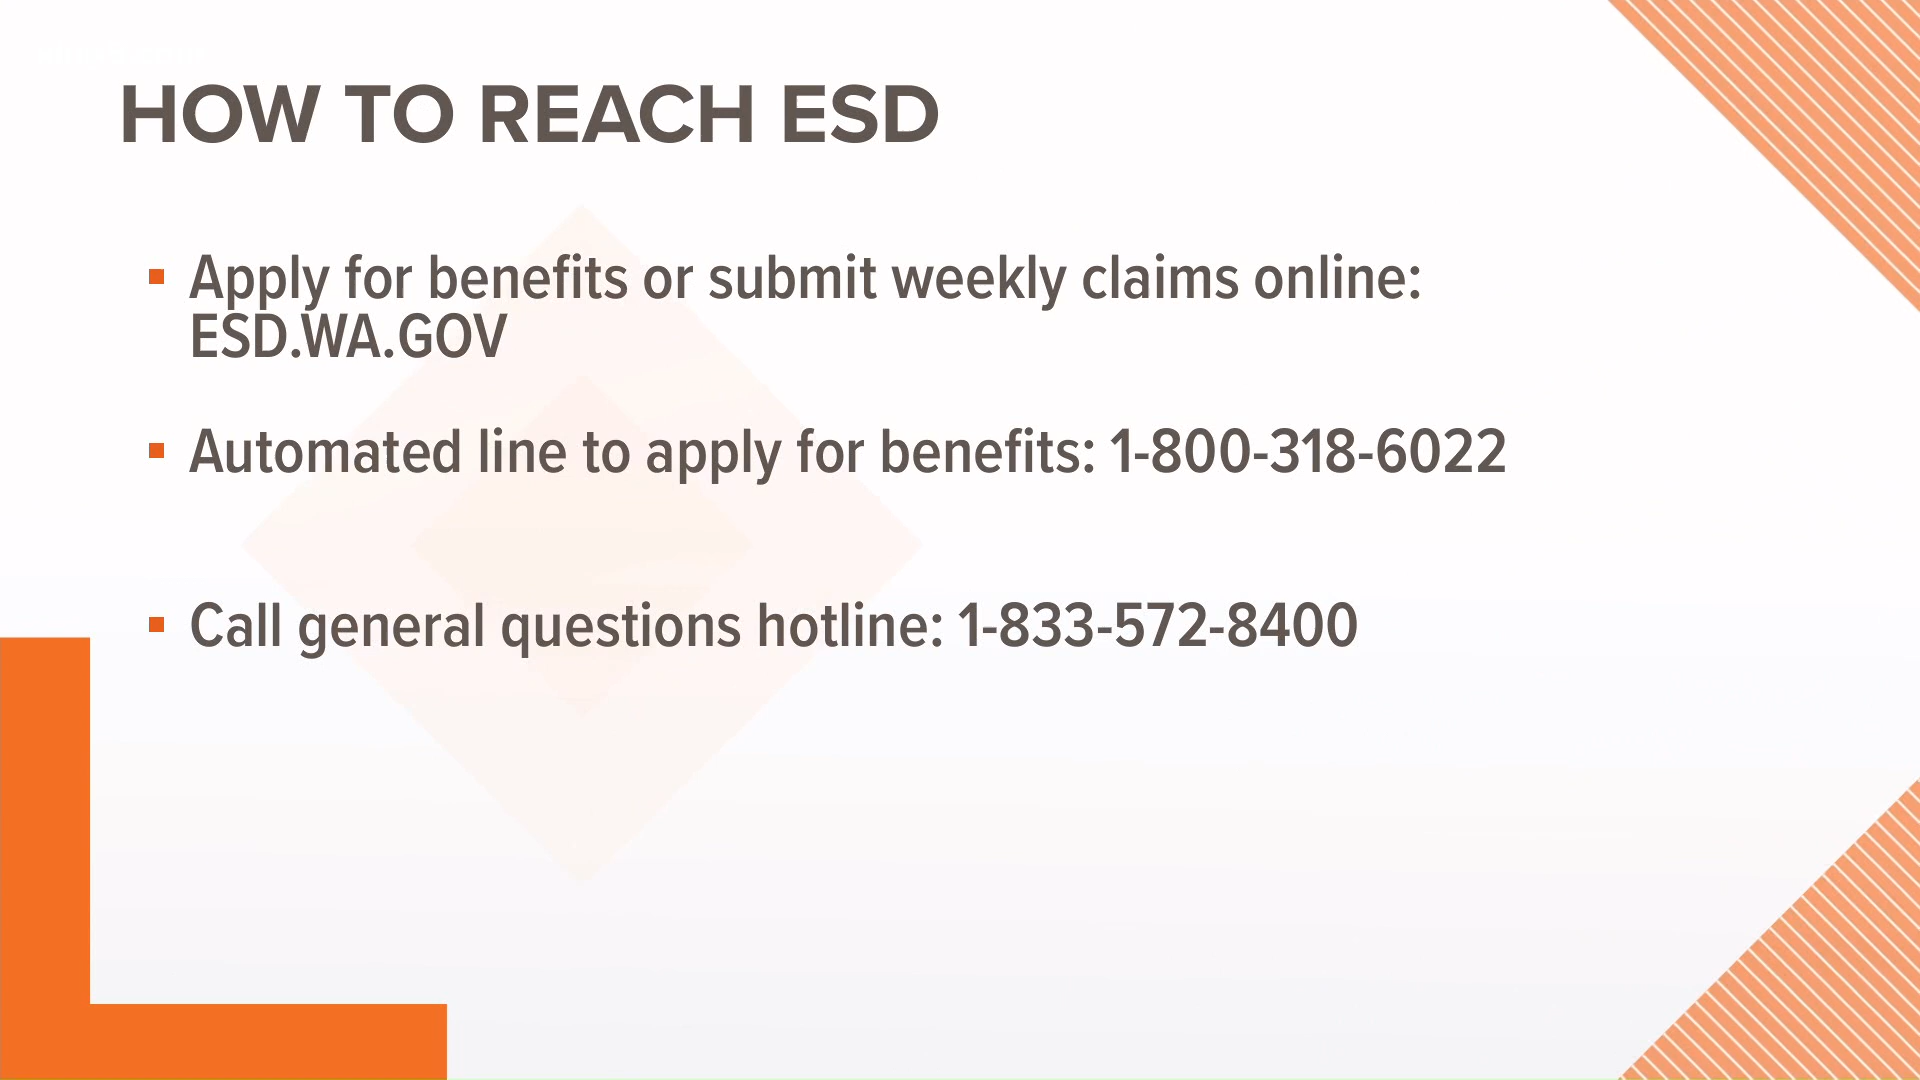 HOW TO REACH ESD
Apply for benefits or submit weekly claims online:
ESD.WA.GOV
Automated line to apply for benefits: 1-800-318-6022
Call general questions hotline: 1-833-572-8400